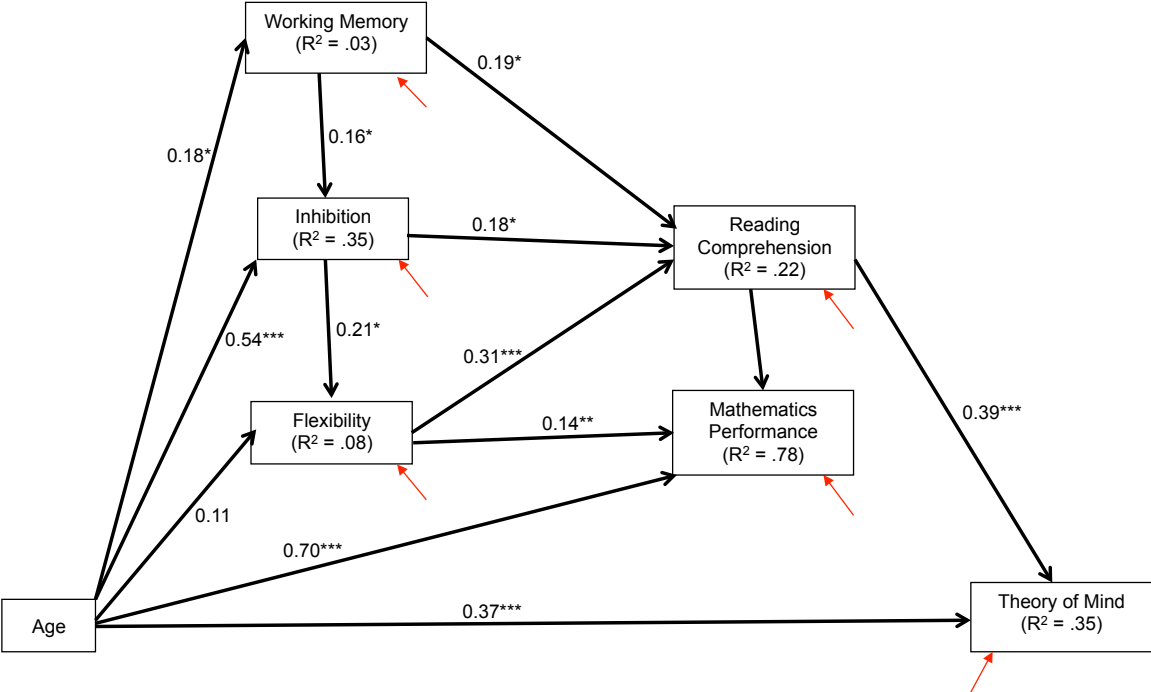 Working Memory
(R² = .03)
0.19*
0.16*
0.18*
Inhibition
(R² = .35)
0.18*
Reading
Comprehension
(R² = .22)
0.54***
0.21*
0.31***
Flexibility
(R² = .08)
0.14**
Mathematics
Performance
(R² = .78)
0.39***
0.11
0.70***
Age
0.37***
Theory of Mind
(R² = .35)